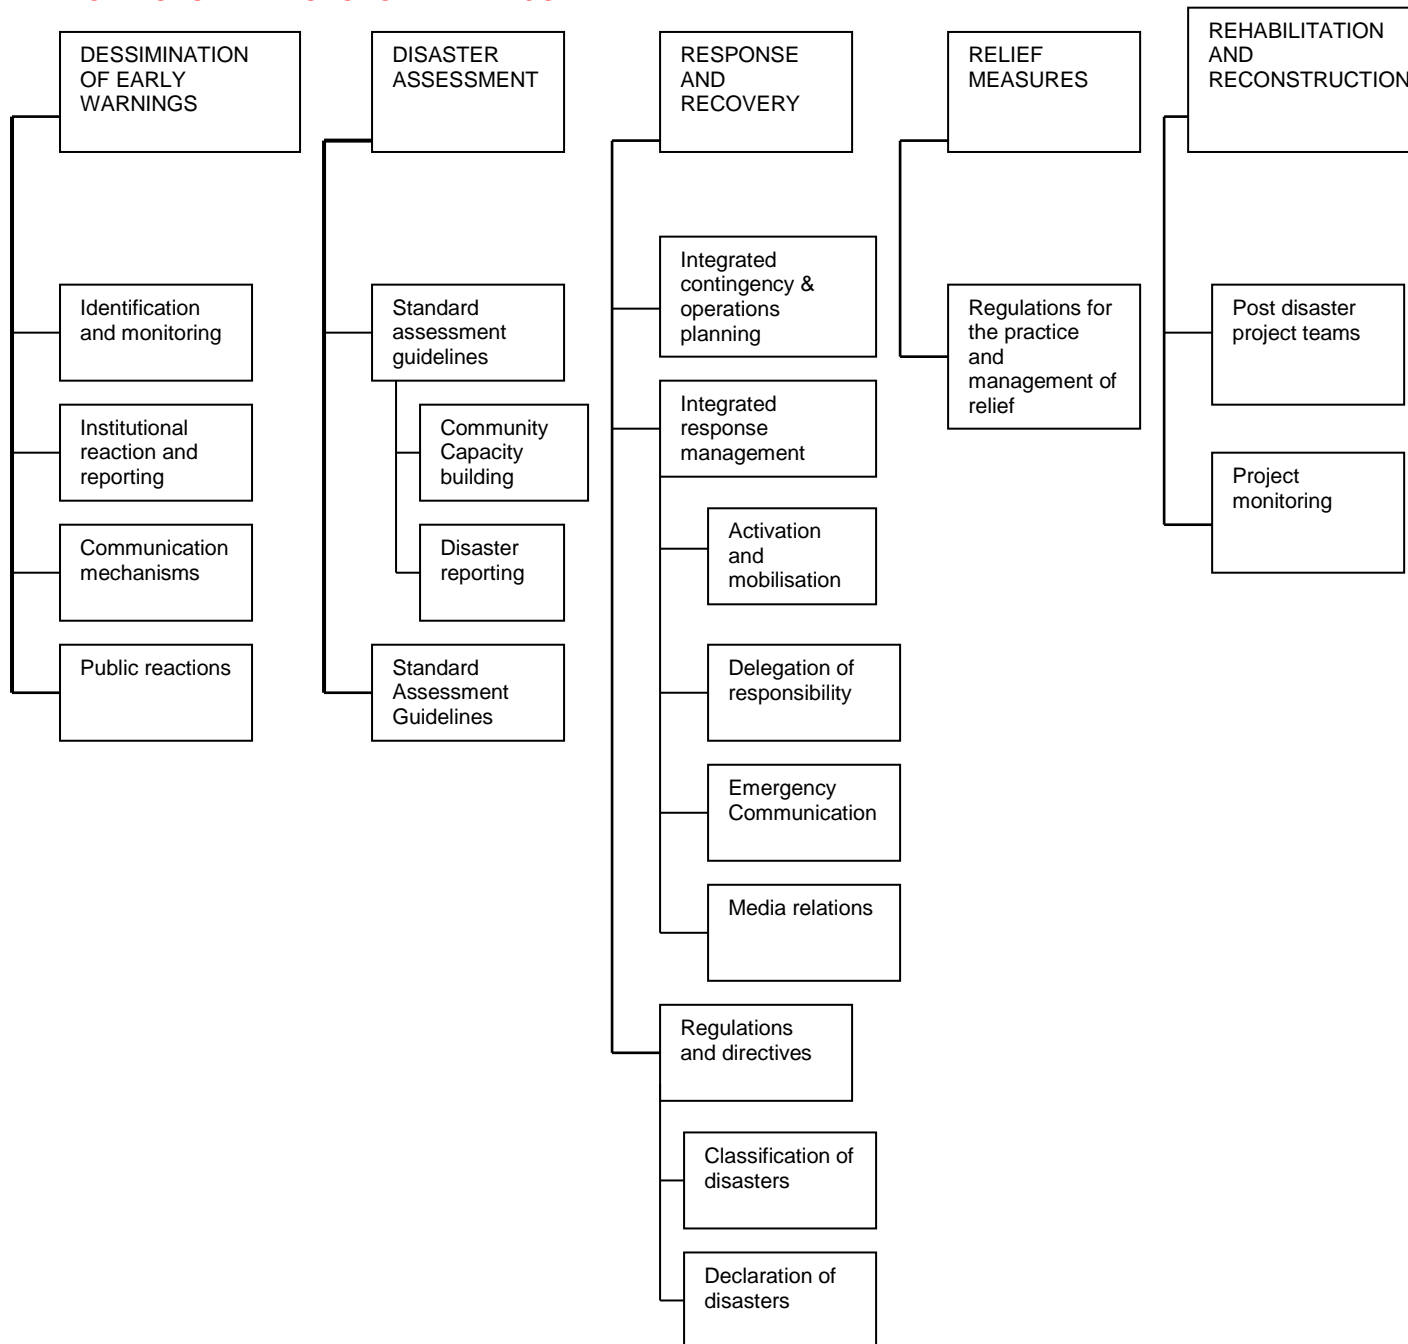 DESSIMINATION
OF EARLY
WARNINGS
Identification
and monitoring
Institutional
reaction and
reporting
Communication
mechanisms
Public reactions
DISASTER
ASSESSMENT
Standard
assessment
guidelines
Community
Capacity
building
Disaster
reporting
Standard
Assessment
Guidelines
RESPONSE
AND
RECOVERY
Integrated
contingency &
operations
planning
Integrated
response
management
Activation
and
mobilisation
Delegation of
responsibility
Emergency
Communication
Media relations
Regulations
and directives
Classification of
disasters
Declaration of
disasters
RELIEF
MEASURES
Regulations for
the practice
and
management of
relief
REHABILITATION
AND
RECONSTRUCTION
Post disaster
project teams
Project
monitoring